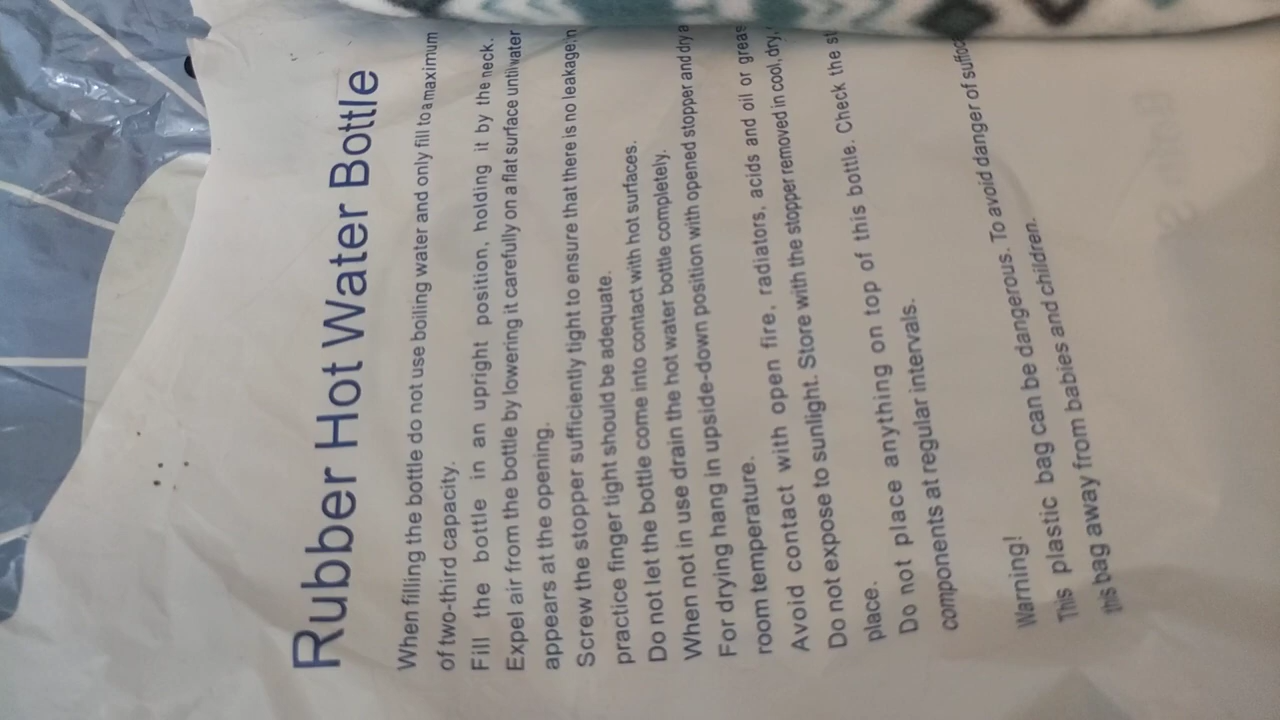 Rubber Hot Water Bottle
When filling the bottle do not use boiling water and only fill to a maximum
of two-third capacity.
Fill the bottle in an upright position, holding it by the neck.
Expel air from the bottle by lowering it carefully on a flat surface until water
appears at the opening.
Screw the stopper sufficiently tight to ensure that there is no leakage in
practice finger tight should be adequate.
Do not let the bottle come into contact with hot surfaces.
When not in use drain the hot water bottle completely.
For drying hang in upside-down position with opened stopper and dry a
room temperature.
Avoid contact with open fire, radiators, acids and oil or greas
Do not expose to sunlight. Store with the stopper removed in cool, dry,
place.
Do not place anything on top of this bottle. Check the st
components at regular intervals.
Warning!
This plastic bag can be dangerous. To avoid danger of suffoc
this bag away from babies and children.